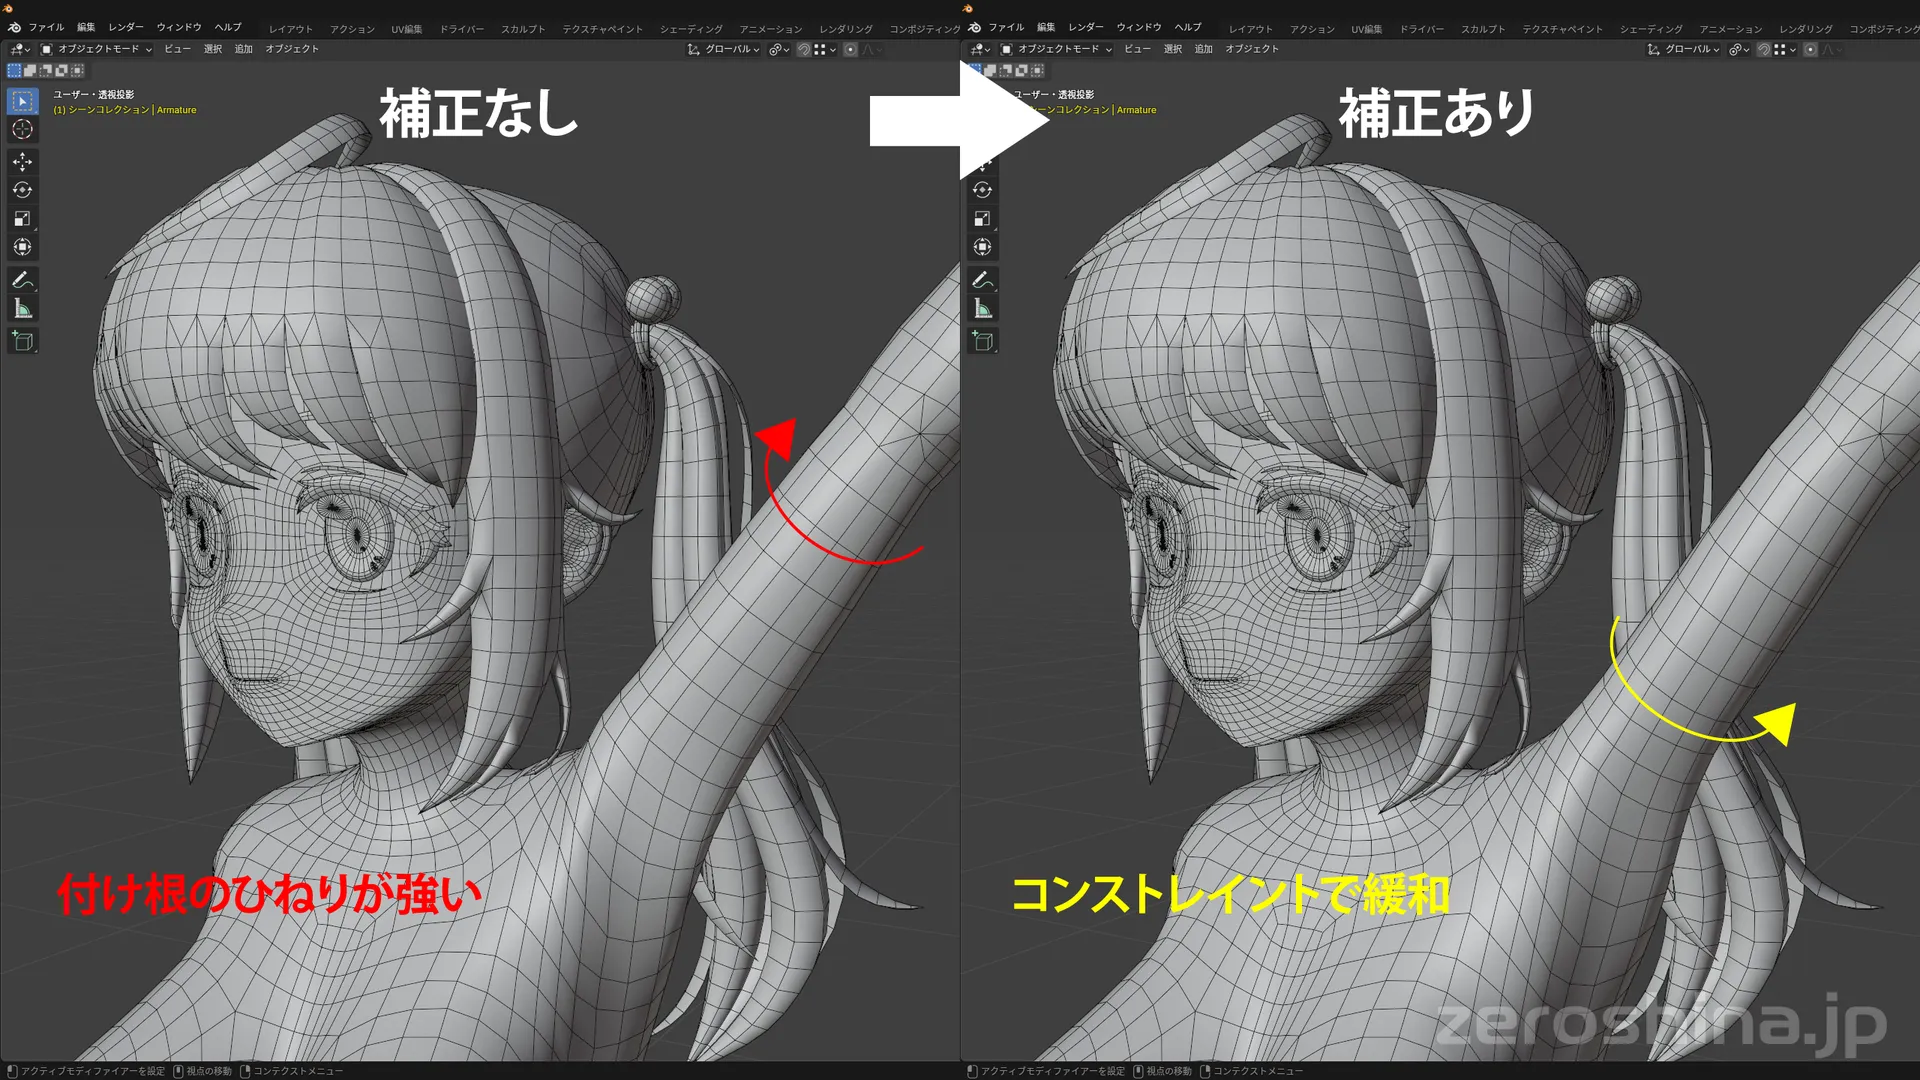 ファイル 編集 レンダー ウィンドウ ヘルプ レイアウト アクション UV編集 ドライバー スカルプト テクスチャペイント シェーディング アニメーション レンダリング コンポジティング
オブジェクトモード ビュー 選択 追加 オブジェクト グローバル
ユーザー・透視投影
(1) シーンコレクション | Armature
補正なし
付け根のひねりが強い
アクティブモディファイアーを設定 視点の移動 コンテクストメニュー
ファイル 編集 レンダー ウィンドウ ヘルプ レイアウト アクション UV編集 ドライバー スカルプト テクスチャペイント シェーディング アニメーション レンダリング コンポジティング
オブジェクトモード ビュー 選択 追加 オブジェクト グローバル
ユーザー・透視投影
ーンコレクション | Armature
補正あり
コンストレイントで緩和
zeroshina.jp
アクティブモディファイアーを設定 視点の移動 コンテクストメニュー